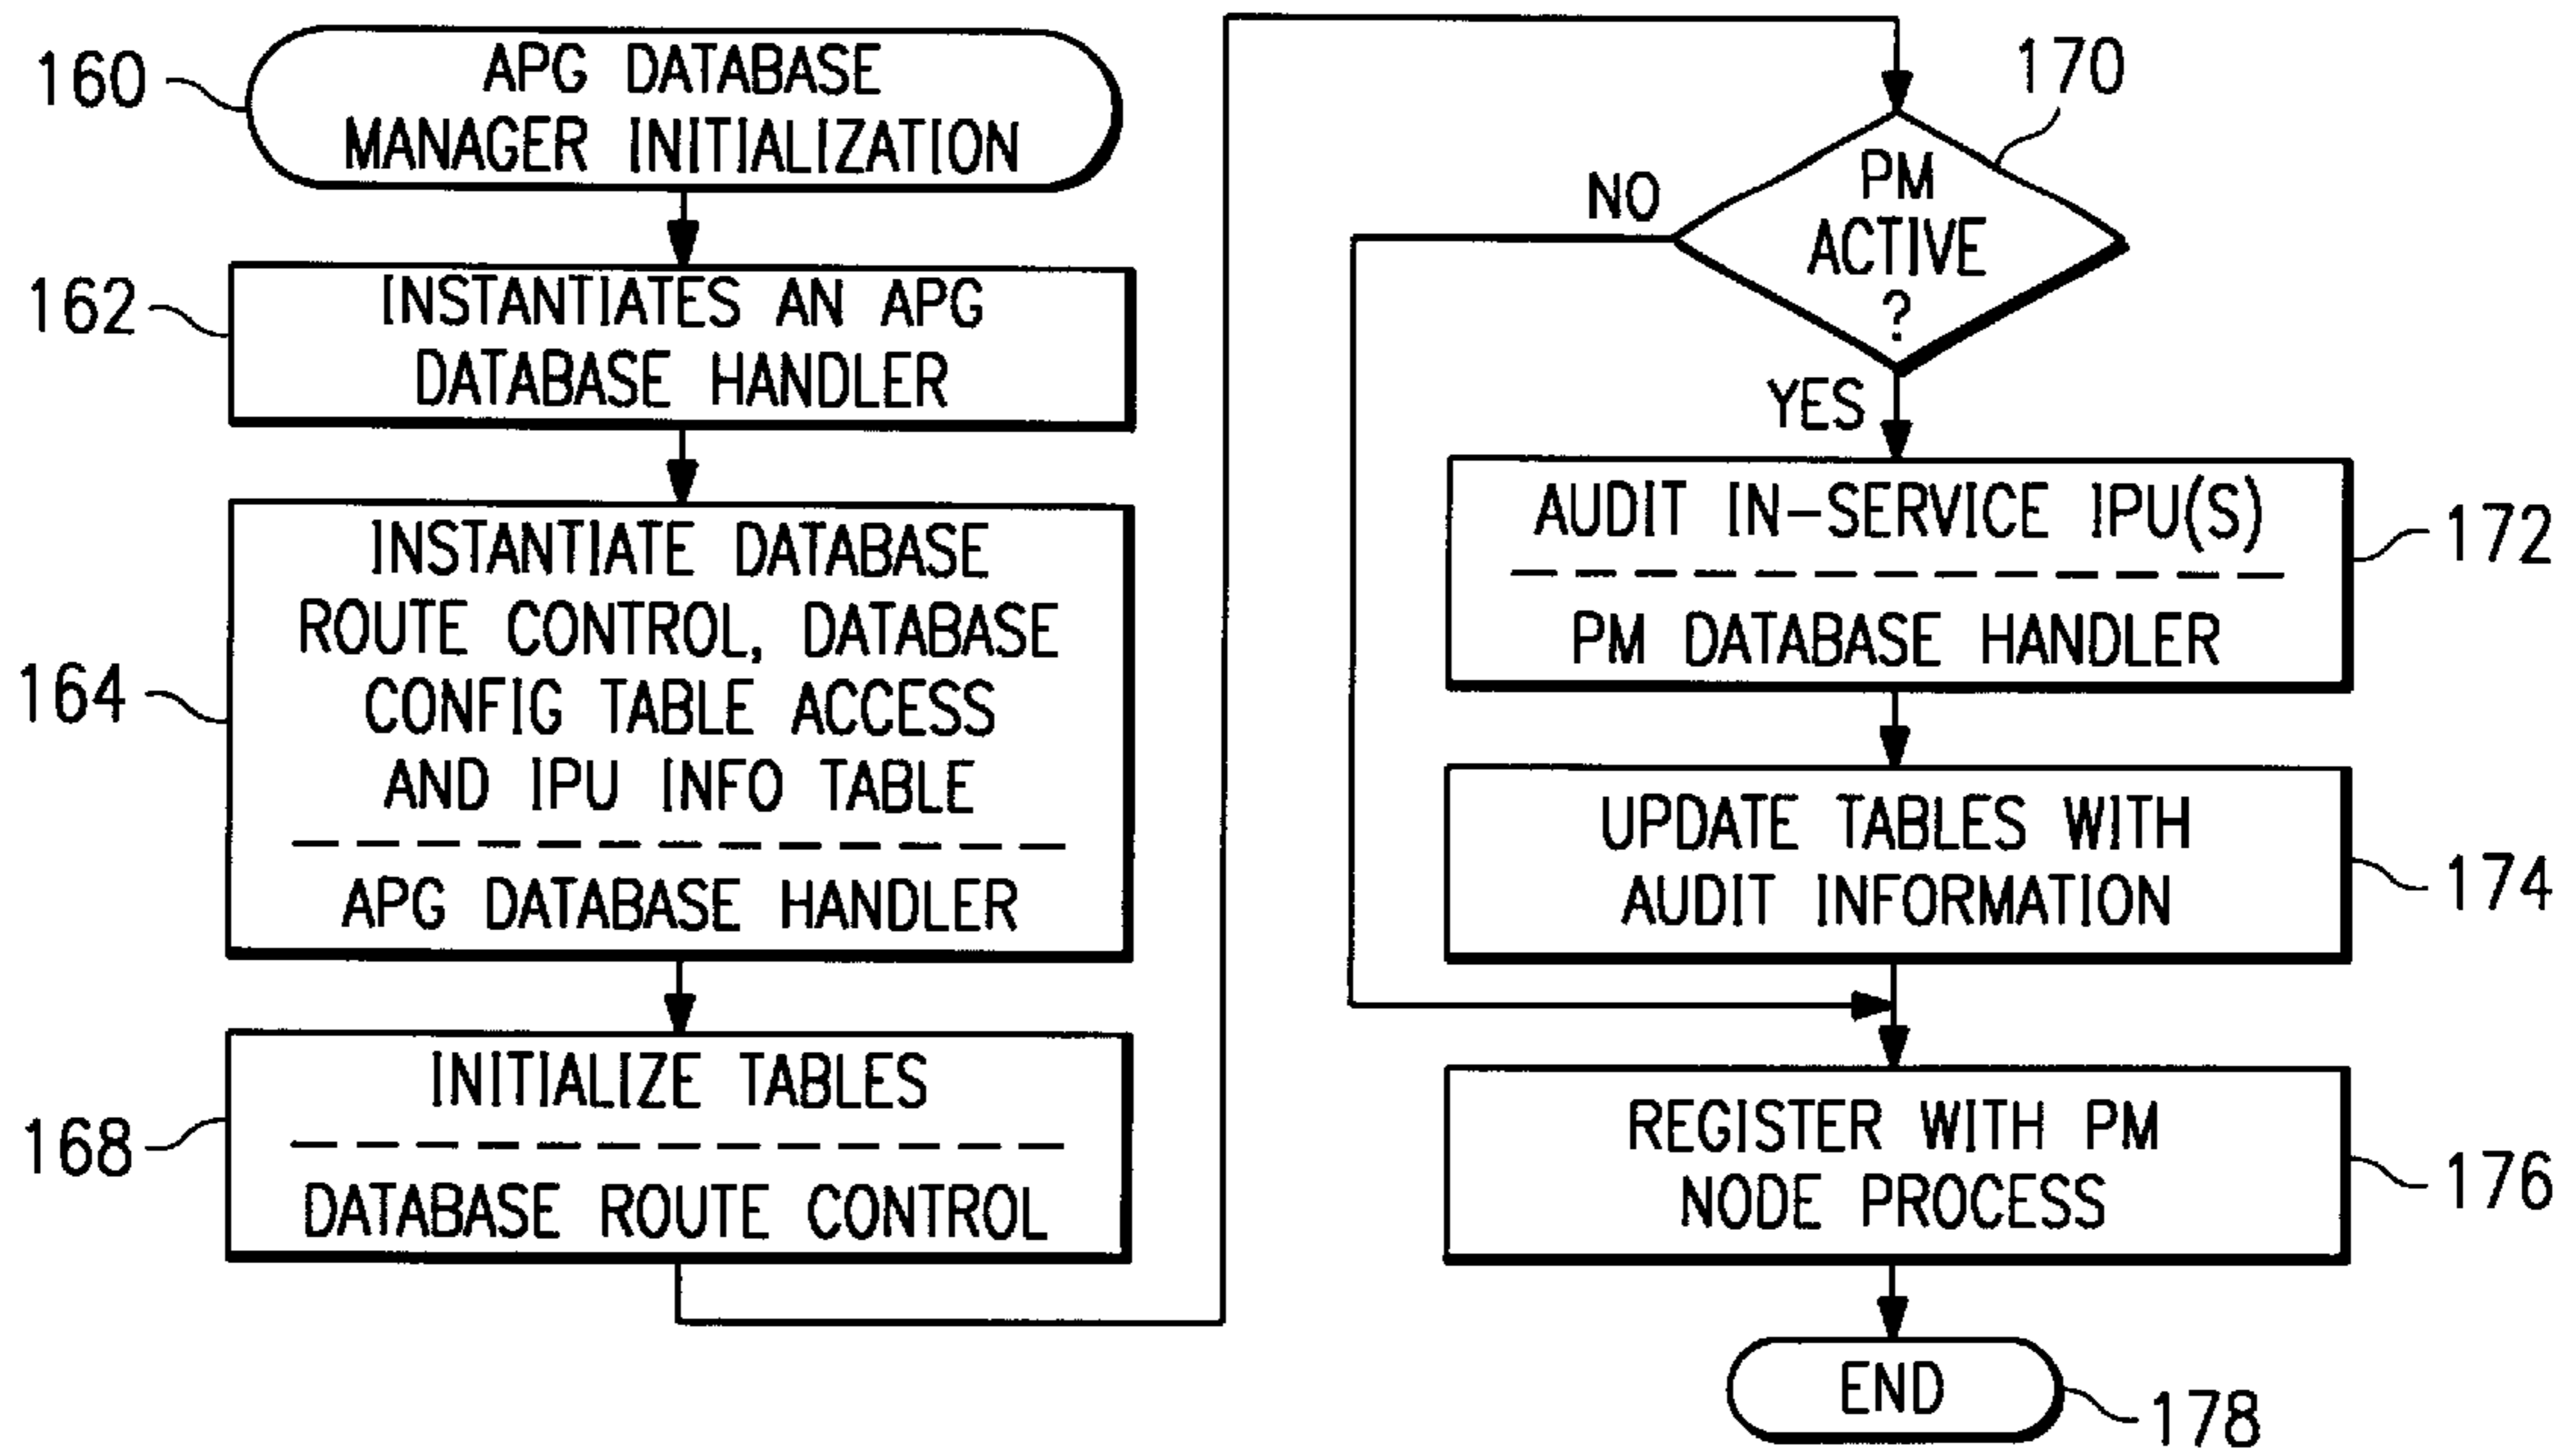 160
APG DATABASE
MANAGER INITIALIZATION
162
INSTANTIATES AN APG
DATABASE HANDLER
164
INSTANTIATE DATABASE
ROUTE CONTROL, DATABASE
CONFIG TABLE ACCESS
AND IPU INFO TABLE
APG DATABASE HANDLER
168
INITIALIZE TABLES
DATABASE ROUTE CONTROL
170
PM
ACTIVE
?
NO
YES
AUDIT IN-SERVICE IPU(S)
PM DATABASE HANDLER
172
UPDATE TABLES WITH
AUDIT INFORMATION
174
REGISTER WITH PM
NODE PROCESS
176
END
178